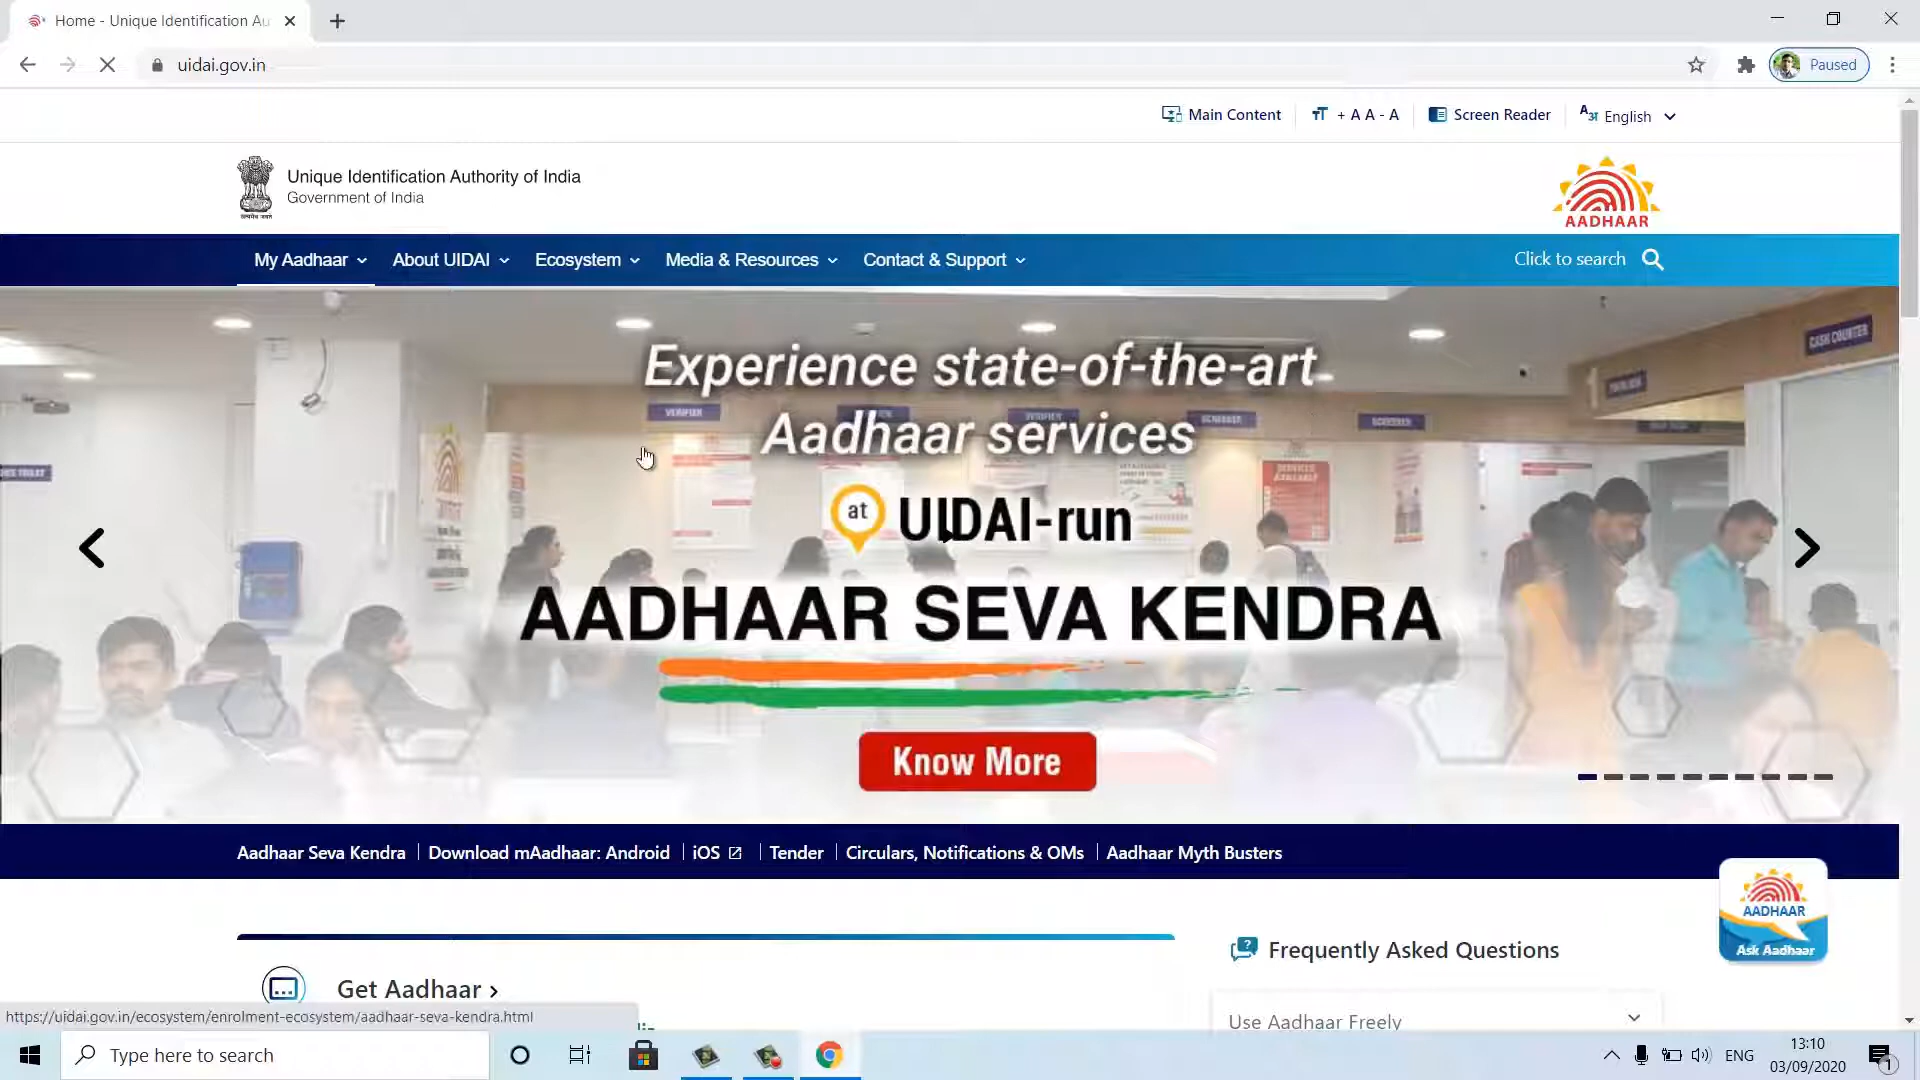 Home - Unique Identification Au
uidai.gov.in
Paused
Main Content
+ A A - A
Screen Reader
English
Unique Identification Authority of India
Government of India
AADHAAR
My Aadhaar
About UIDAI
Ecosystem
Media & Resources
Contact & Support
Click to search
CASH COUNTER
Experience state-of-the-art
Aadhaar services
VERIFIER
VERIFIER
at UIDAI-run
AADHAAR SEVA KENDRA
Know More
Aadhaar Seva Kendra
Download mAadhaar: Android
iOS
Tender
Circulars, Notifications & OMs
Aadhaar Myth Busters
AADHAAR
Ask Aadhaar
Frequently Asked Questions
Get Aadhaar >
Use Aadhaar Freely
https://uidai.gov.in/ecosystem/enrolment-ecosystem/aadhaar-seva-kendra.html
Type here to search
ENG
13:10
03/09/2020
1